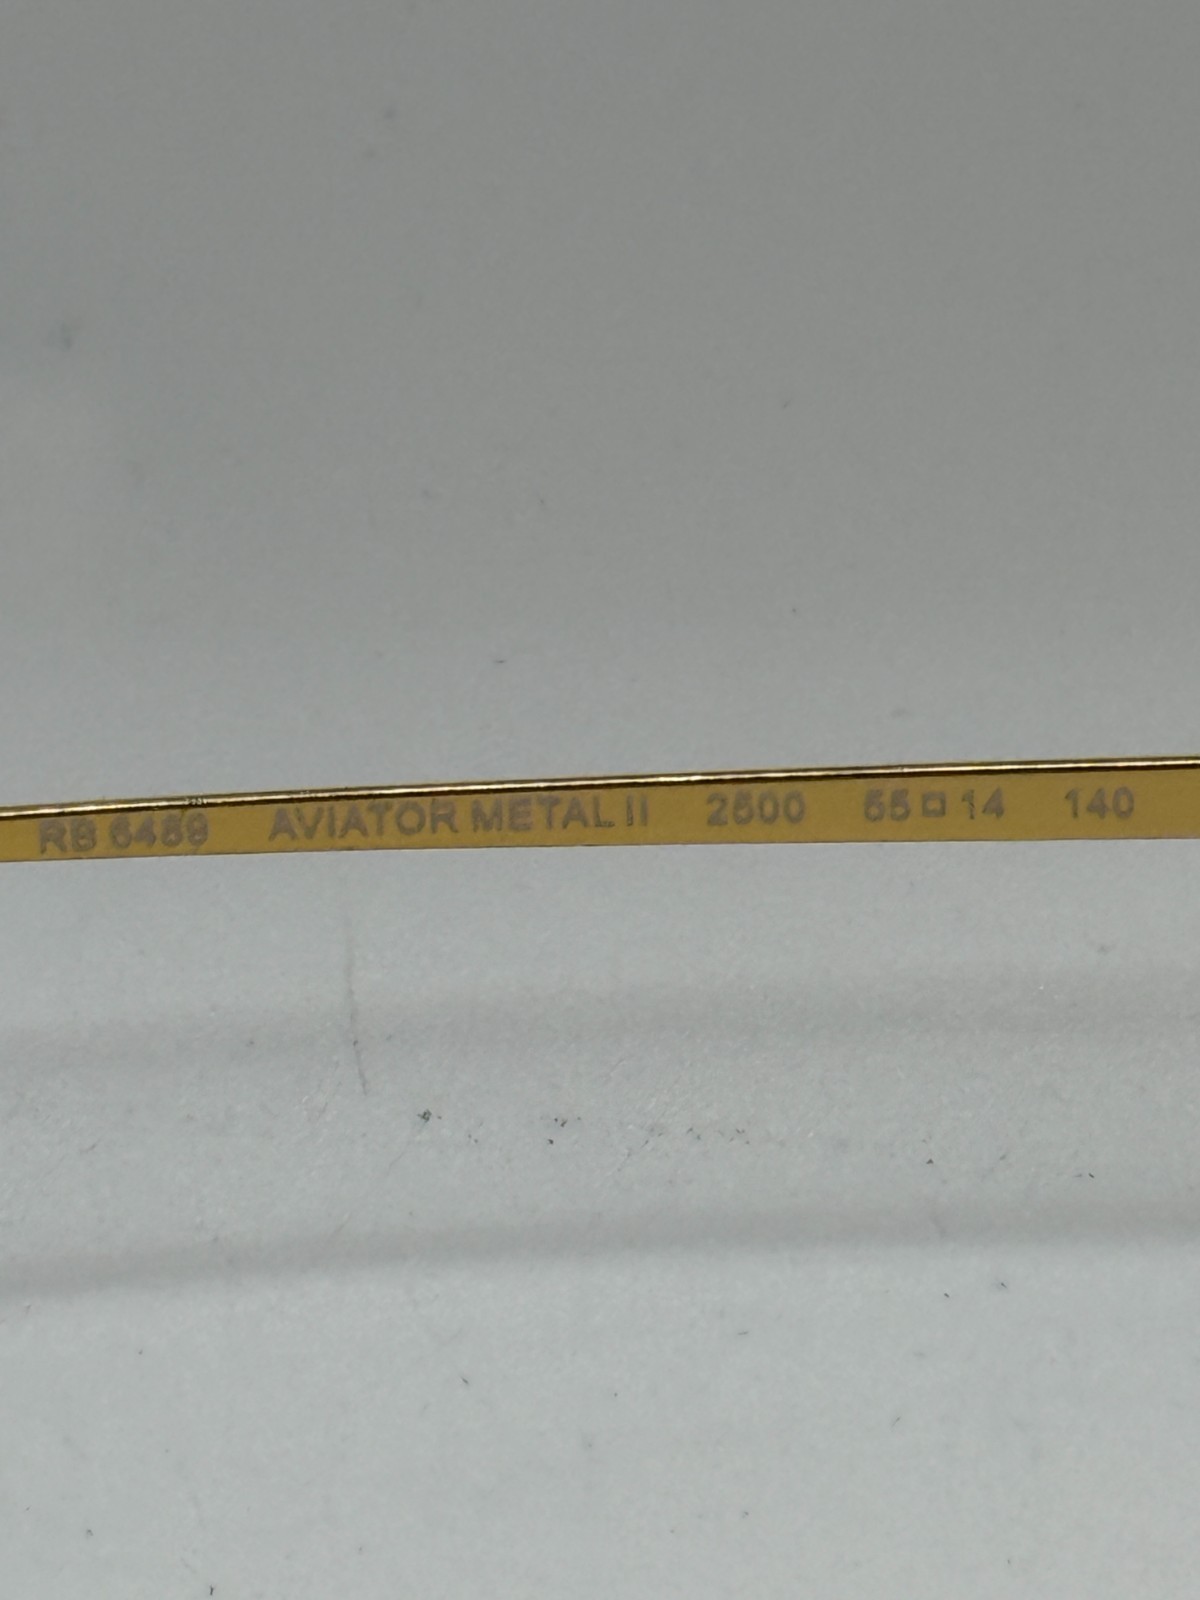 RB 6489 AVIATOR METAL II 2500 55□14 140